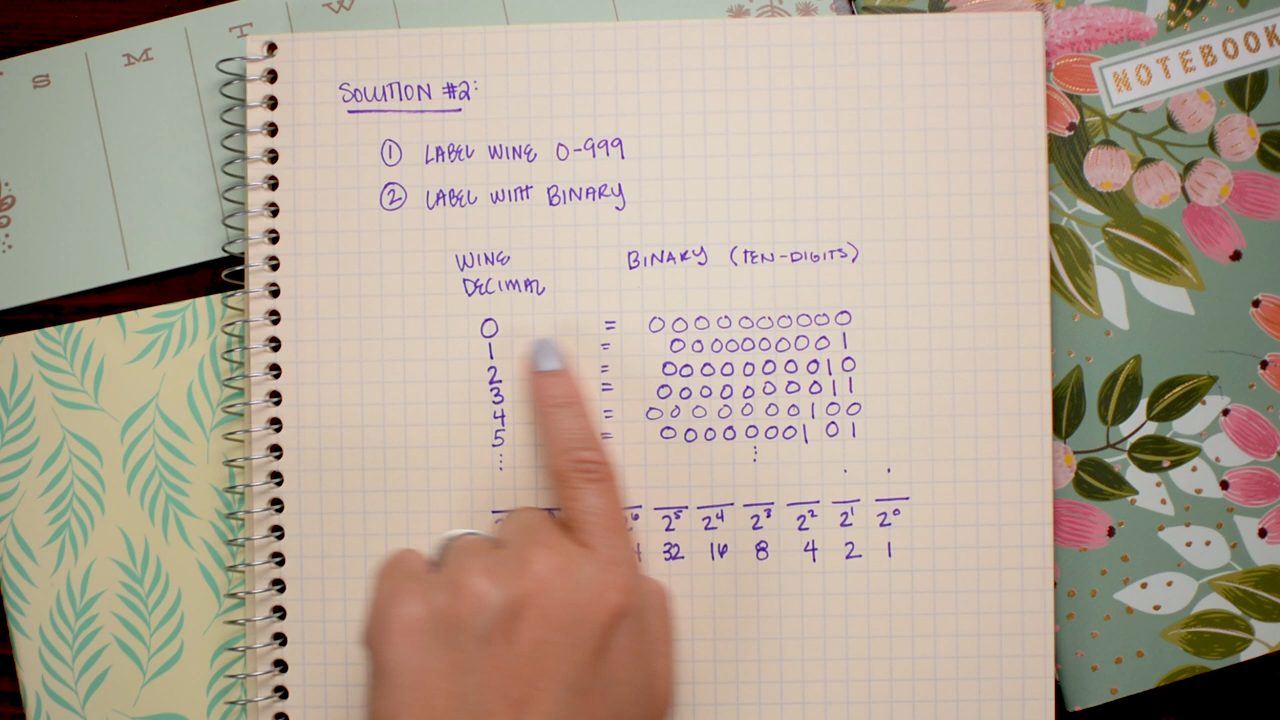 S M T W
NOTEBOOK
SOLUTION #2:
① LABEL WINE 0-999
② LABEL WITH BINARY
WINE DECIMAL
BINARY (TEN-DIGITS)
0 = 0000000000
1 = 0000000001
2 = 0000000010
3 = 0000000011
4 = 0000000100
5 = 0000000101
⋮ ⋮
2⁵ 2⁴ 2³ 2² 2¹ 2⁰
32 16 8 4 2 1